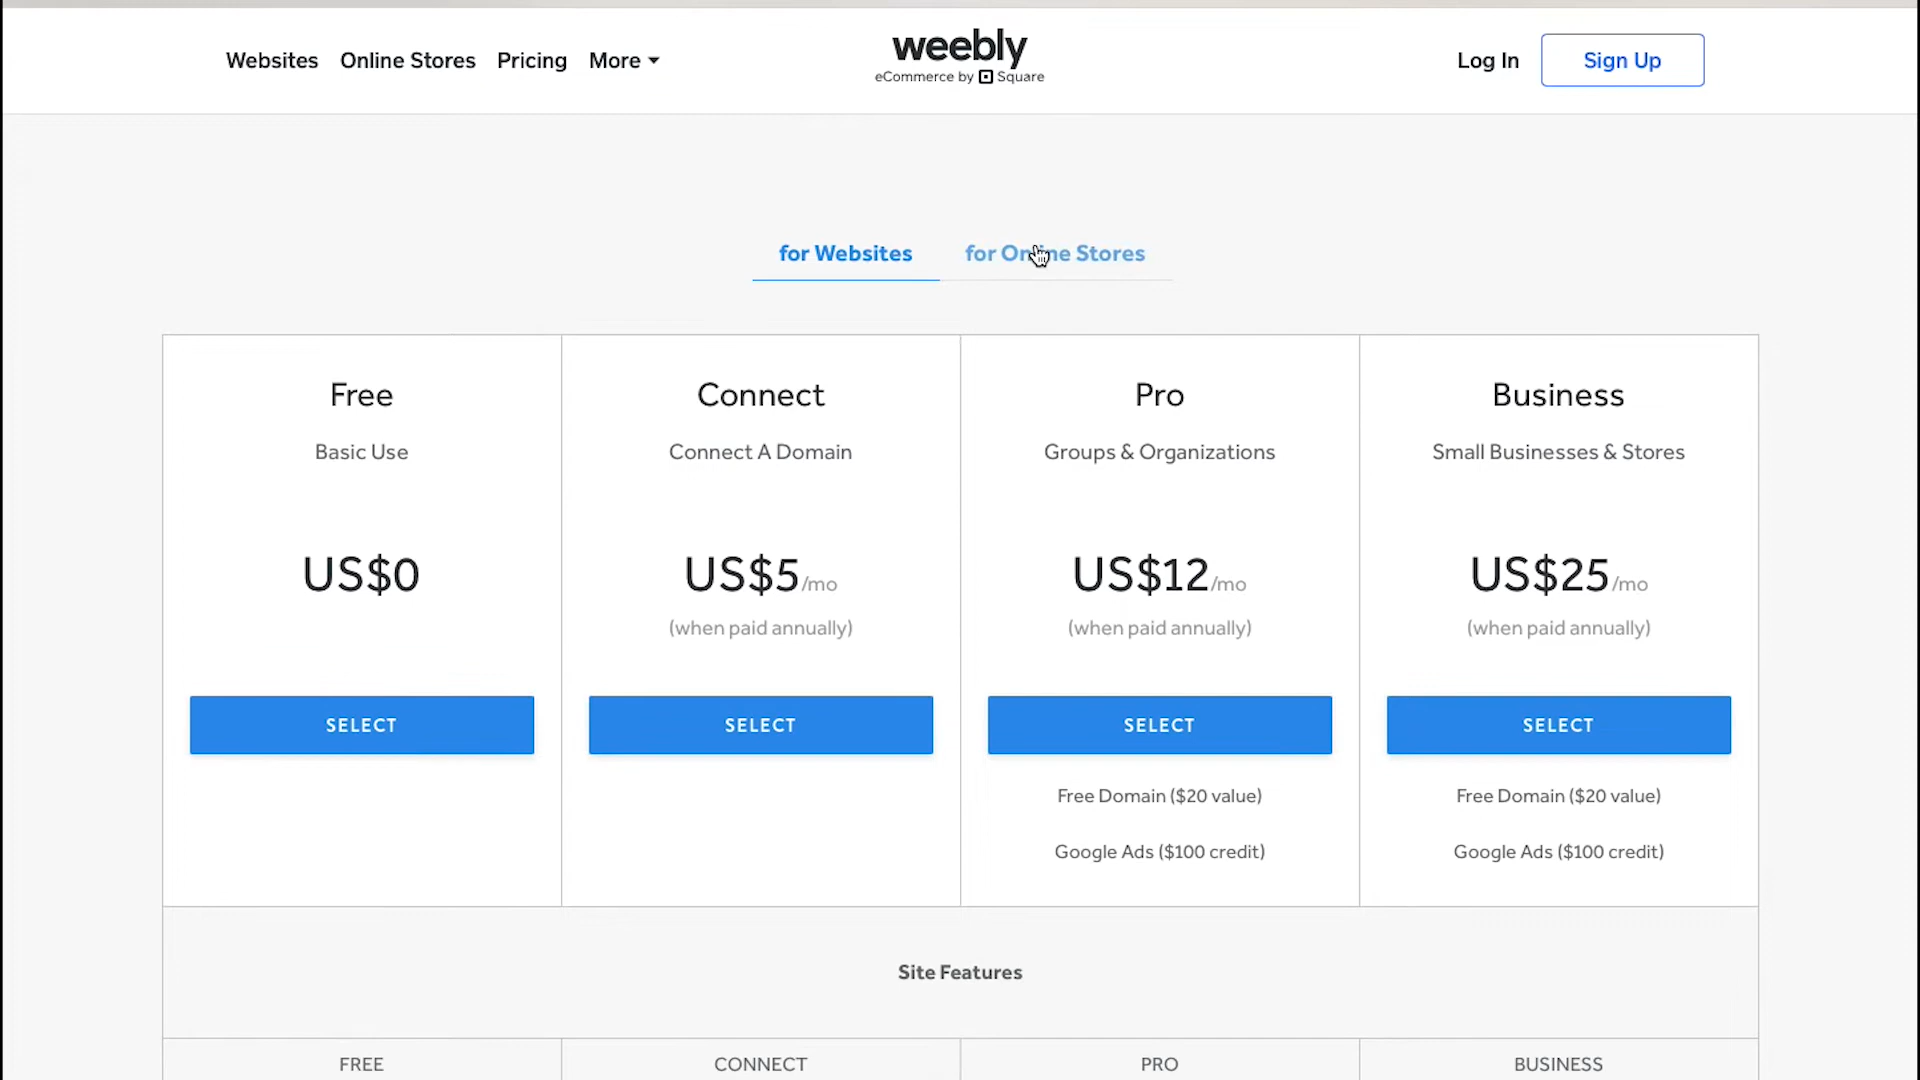 Websites Online Stores Pricing More
weebly
eCommerce by Square
Log In Sign Up
for Websites for Online Stores
Free
Basic Use
US$0
SELECT
Connect
Connect A Domain
US$5/mo
(when paid annually)
SELECT
Pro
Groups & Organizations
US$12/mo
(when paid annually)
SELECT
Free Domain ($20 value)
Google Ads ($100 credit)
Business
Small Businesses & Stores
US$25/mo
(when paid annually)
SELECT
Free Domain ($20 value)
Google Ads ($100 credit)
Site Features
FREE CONNECT PRO BUSINESS